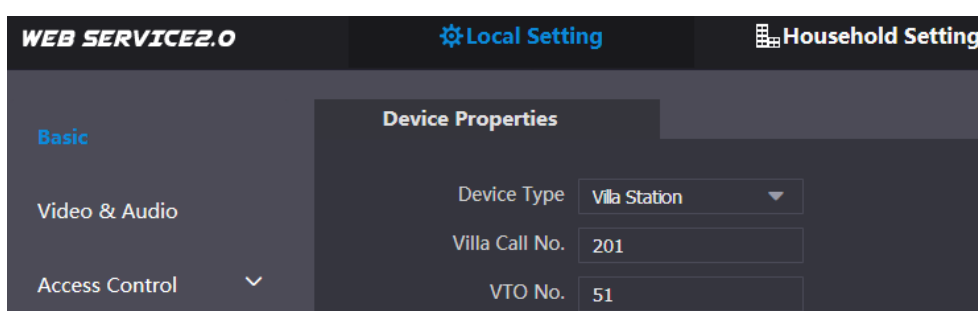 WEB SERVICE2.0
Local Setting
Household Setting
Basic
Device Properties
Video & Audio
Device Type Villa Station
Villa Call No. 201
Access Control
VTO No. 51